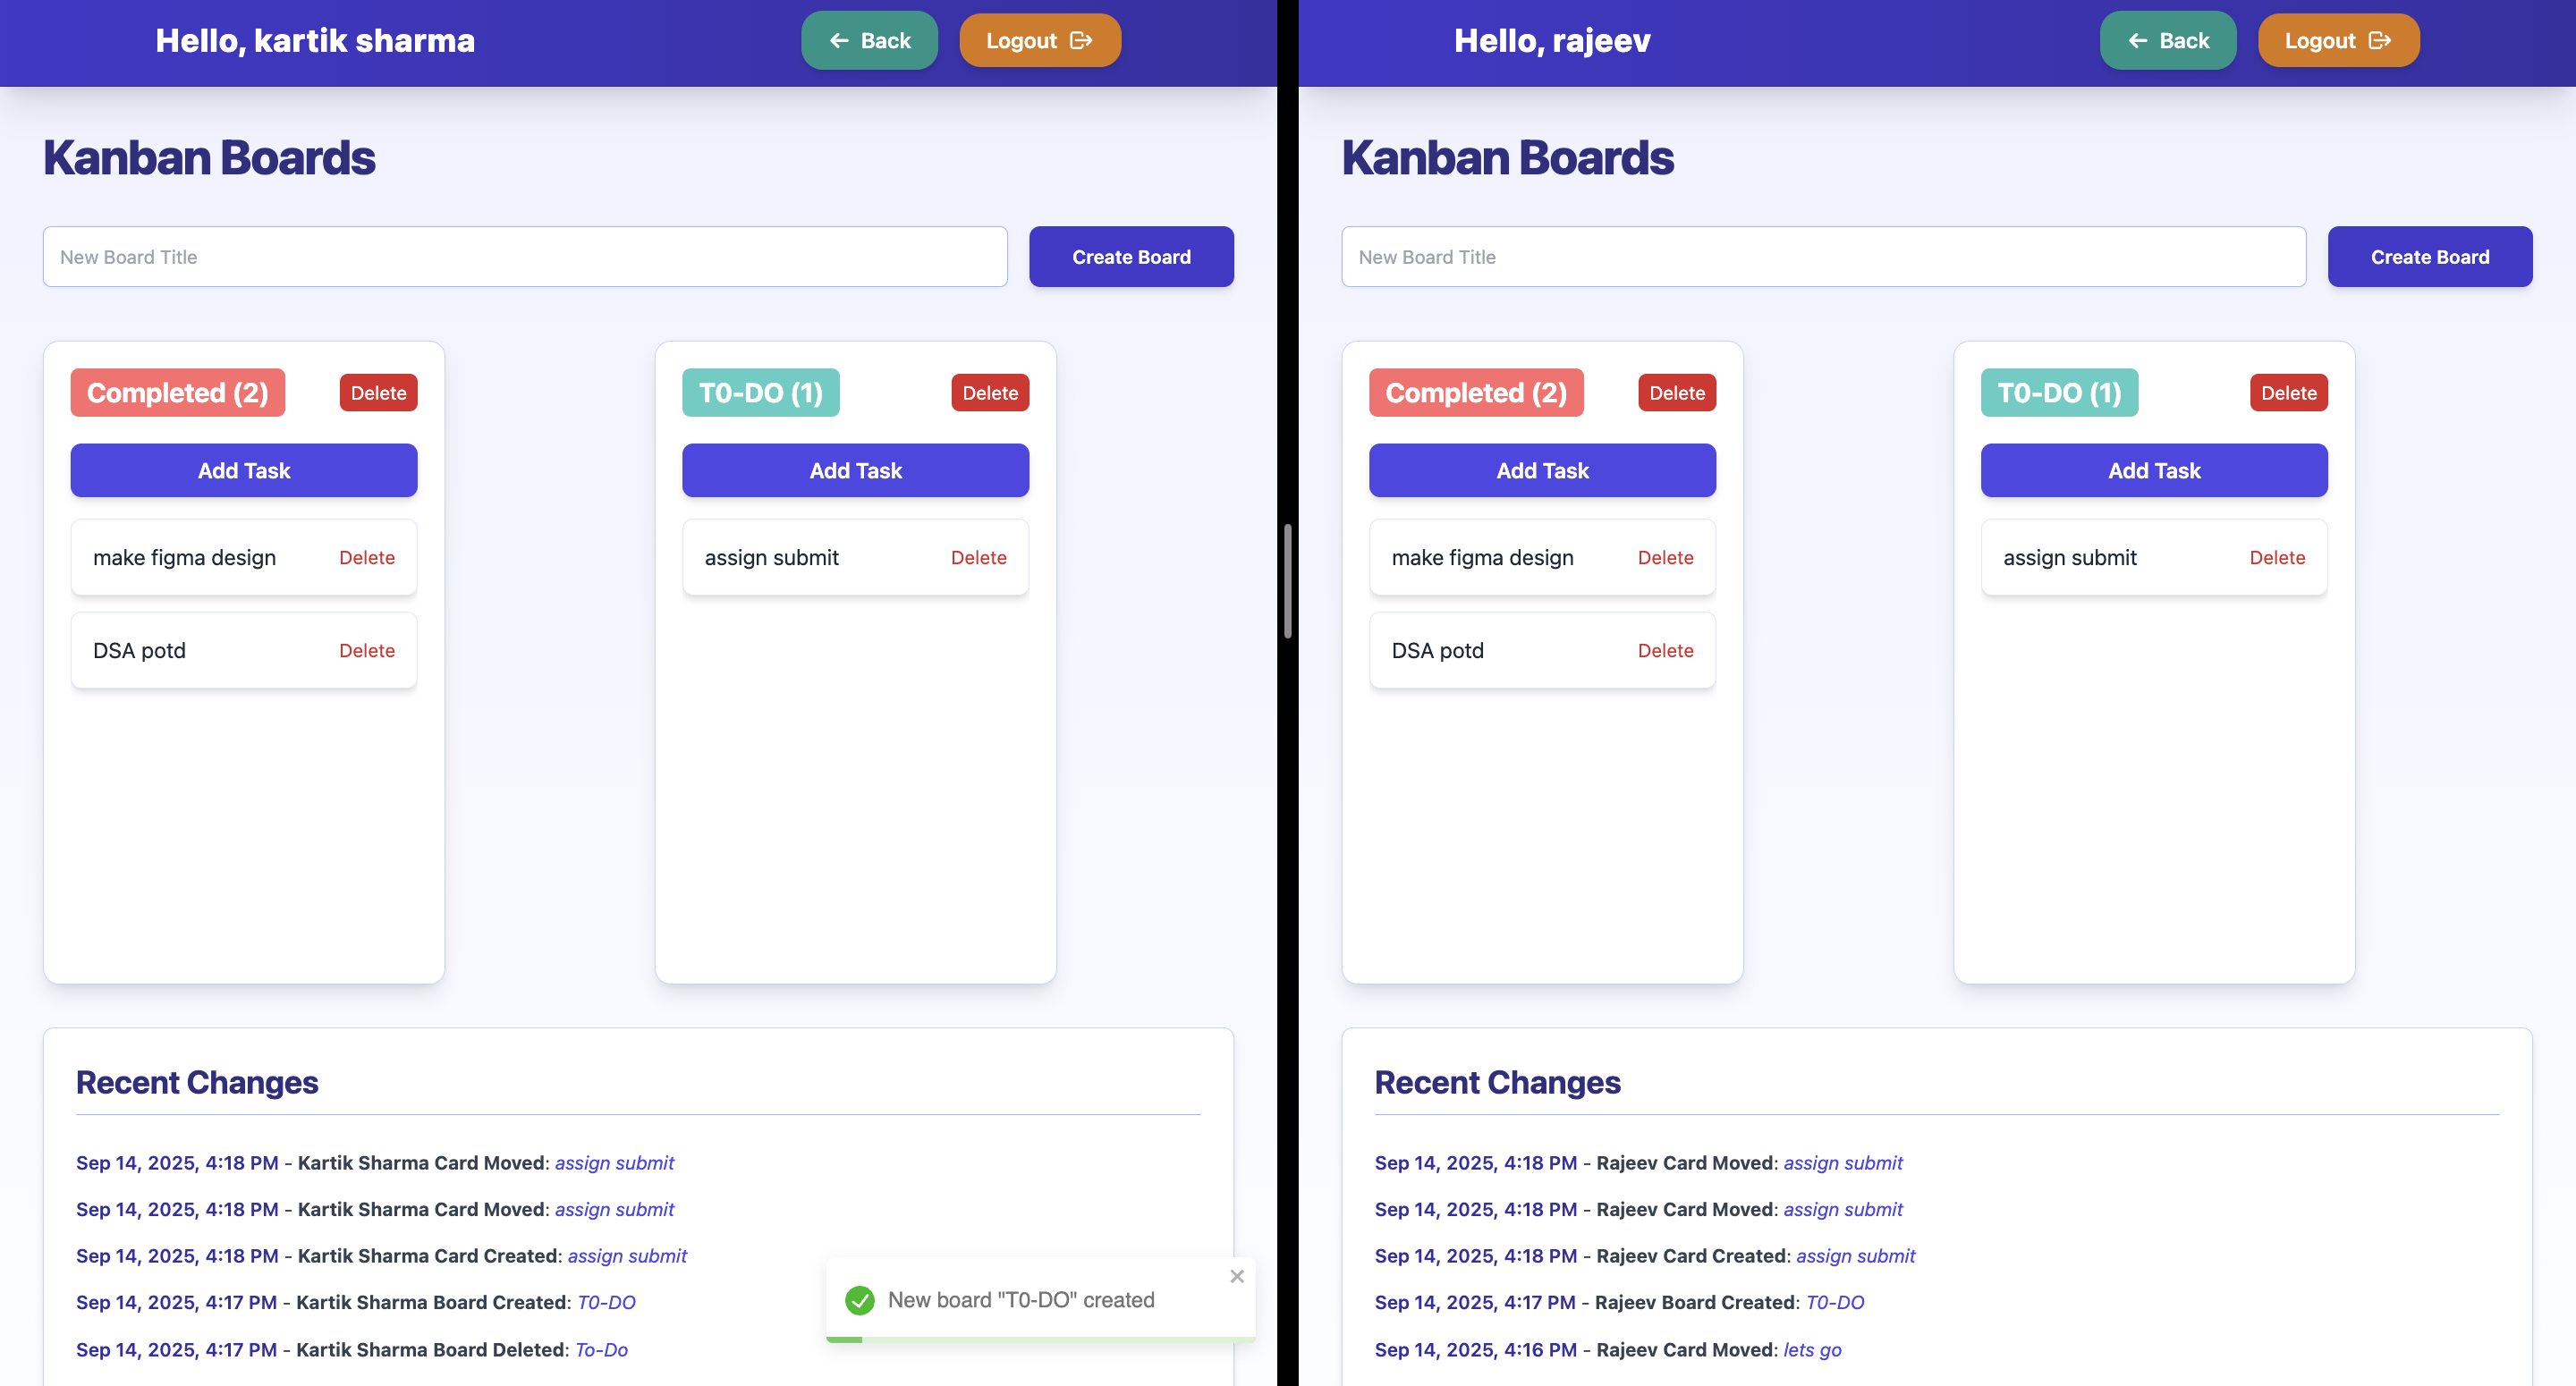 Hello, kartik sharma
Back
Logout
Kanban Boards
New Board Title
Create Board
Completed (2)
Delete
T0-DO (1)
Delete
Add Task
Add Task
make figma design
Delete
assign submit
Delete
DSA potd
Delete
Recent Changes
Sep 14, 2025, 4:18 PM - Kartik Sharma Card Moved: assign submit
Sep 14, 2025, 4:18 PM - Kartik Sharma Card Moved: assign submit
Sep 14, 2025, 4:18 PM - Kartik Sharma Card Created: assign submit
Sep 14, 2025, 4:17 PM - Kartik Sharma Board Created: T0-DO
Sep 14, 2025, 4:17 PM - Kartik Sharma Board Deleted: To-Do
New board "T0-DO" created
Hello, rajeev
Back
Logout
Kanban Boards
New Board Title
Create Board
Completed (2)
Delete
T0-DO (1)
Delete
Add Task
Add Task
make figma design
Delete
assign submit
Delete
DSA potd
Delete
Recent Changes
Sep 14, 2025, 4:18 PM - Rajeev Card Moved: assign submit
Sep 14, 2025, 4:18 PM - Rajeev Card Moved: assign submit
Sep 14, 2025, 4:18 PM - Rajeev Card Created: assign submit
Sep 14, 2025, 4:17 PM - Rajeev Board Created: T0-DO
Sep 14, 2025, 4:16 PM - Rajeev Card Moved: lets go